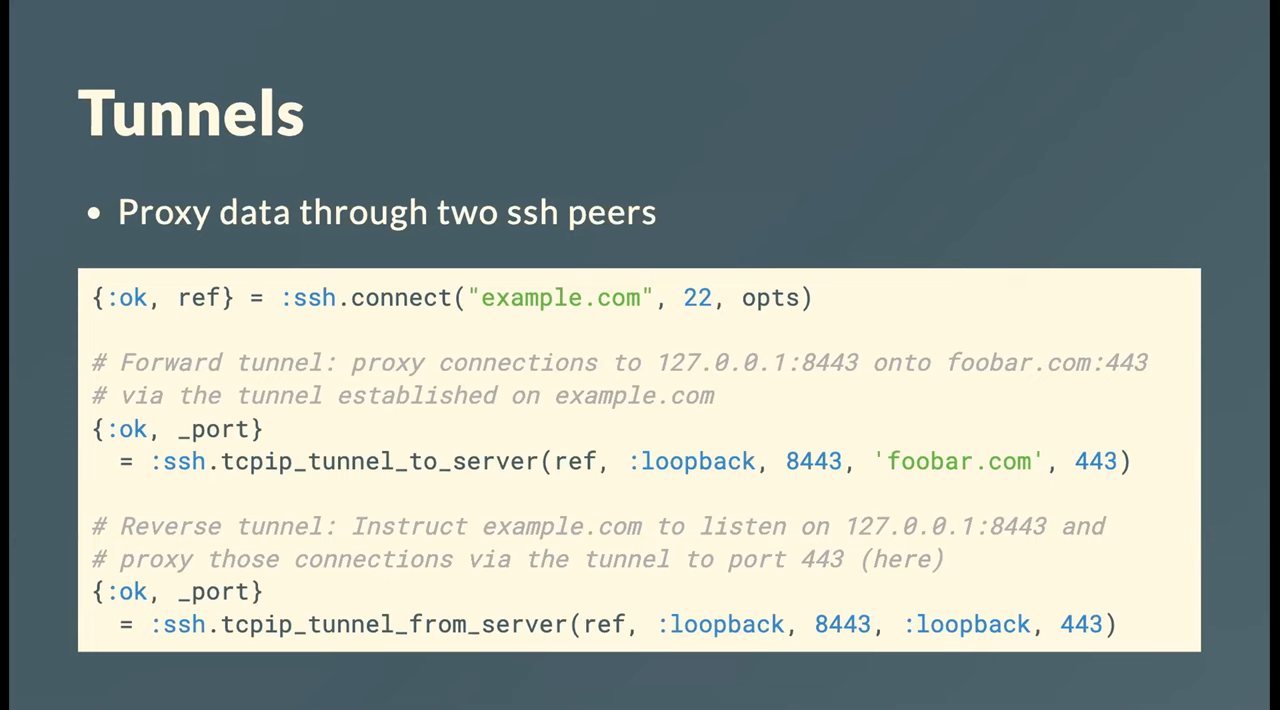 Tunnels
• Proxy data through two ssh peers
{:ok, ref} = :ssh.connect("example.com", 22, opts)
# Forward tunnel: proxy connections to 127.0.0.1:8443 onto foobar.com:443
# via the tunnel established on example.com
{:ok, _port}
  = :ssh.tcpip_tunnel_to_server(ref, :loopback, 8443, 'foobar.com', 443)
# Reverse tunnel: Instruct example.com to listen on 127.0.0.1:8443 and
# proxy those connections via the tunnel to port 443 (here)
{:ok, _port}
  = :ssh.tcpip_tunnel_from_server(ref, :loopback, 8443, :loopback, 443)